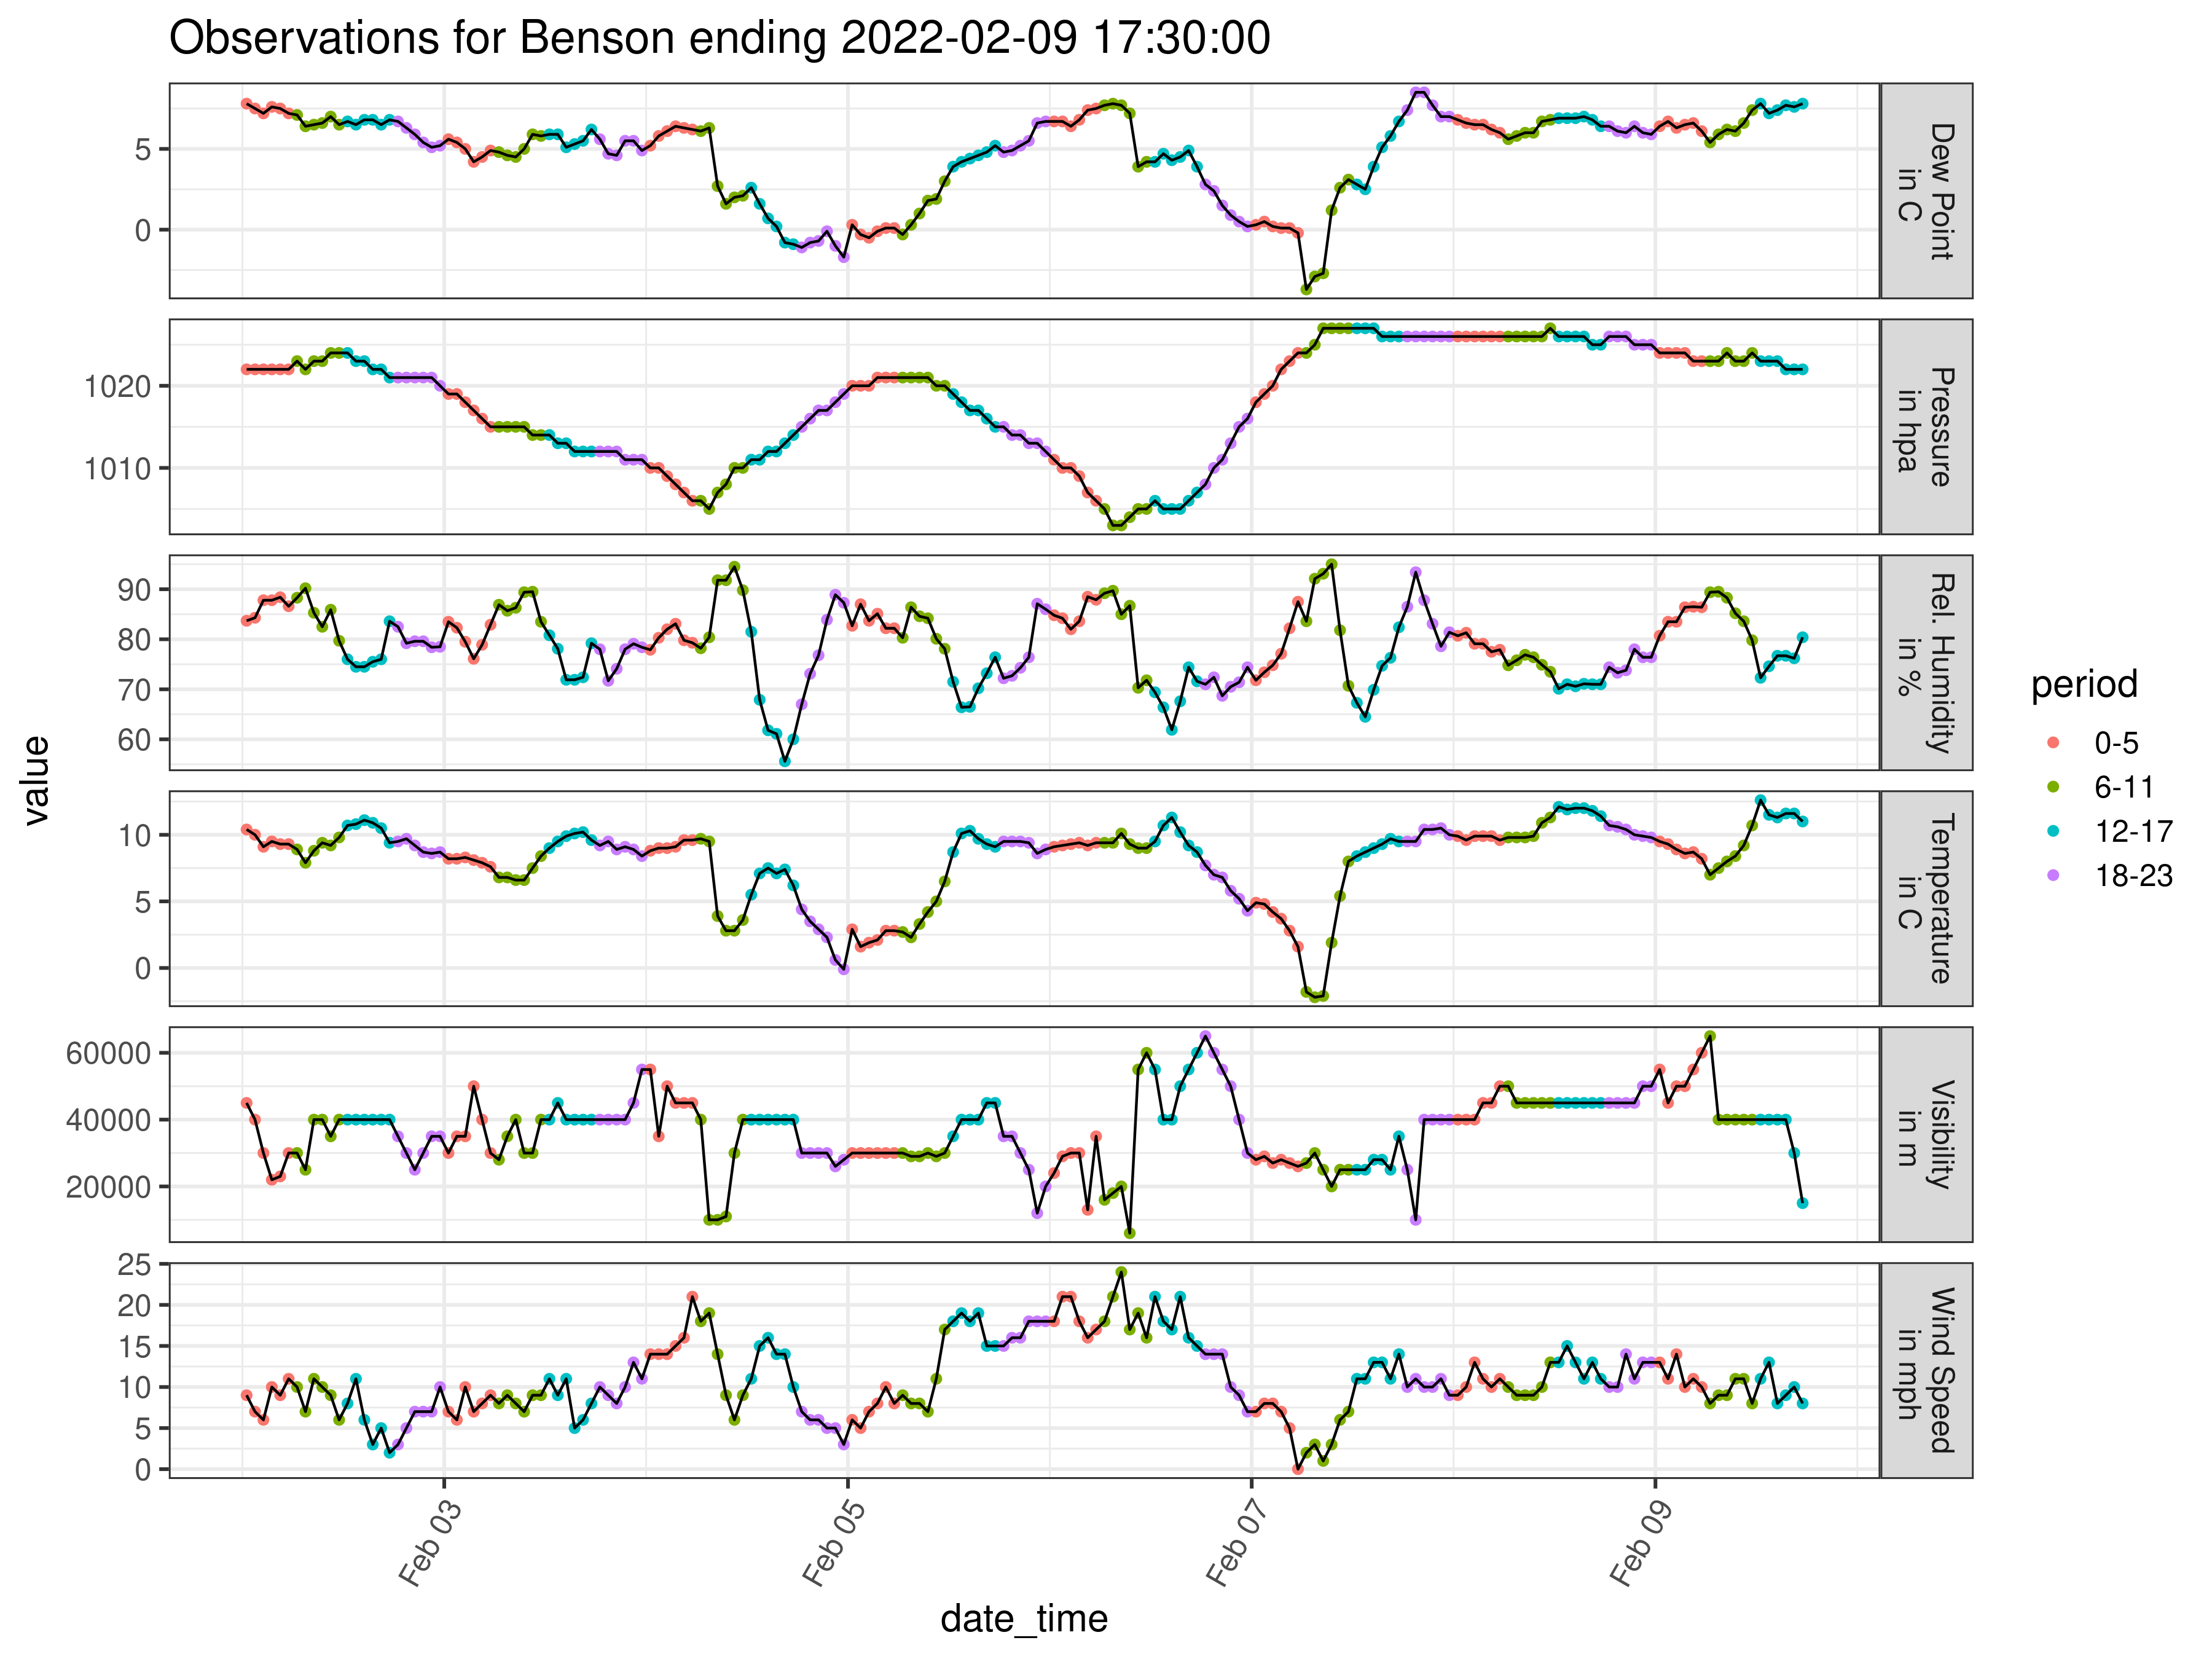 Observations for Benson ending 2022-02-09 17:30:00
value
5
0
Dew Point
in C
1020
1010
Pressure
in hpa
90
80
70
60
Rel. Humidity
in %
10
5
0
Temperature
in C
60000
40000
20000
Visibility
in m
25
20
15
10
5
0
Wind Speed
in mph
Feb 03
Feb 05
Feb 07
Feb 09
date_time
period
0-5
6-11
12-17
18-23